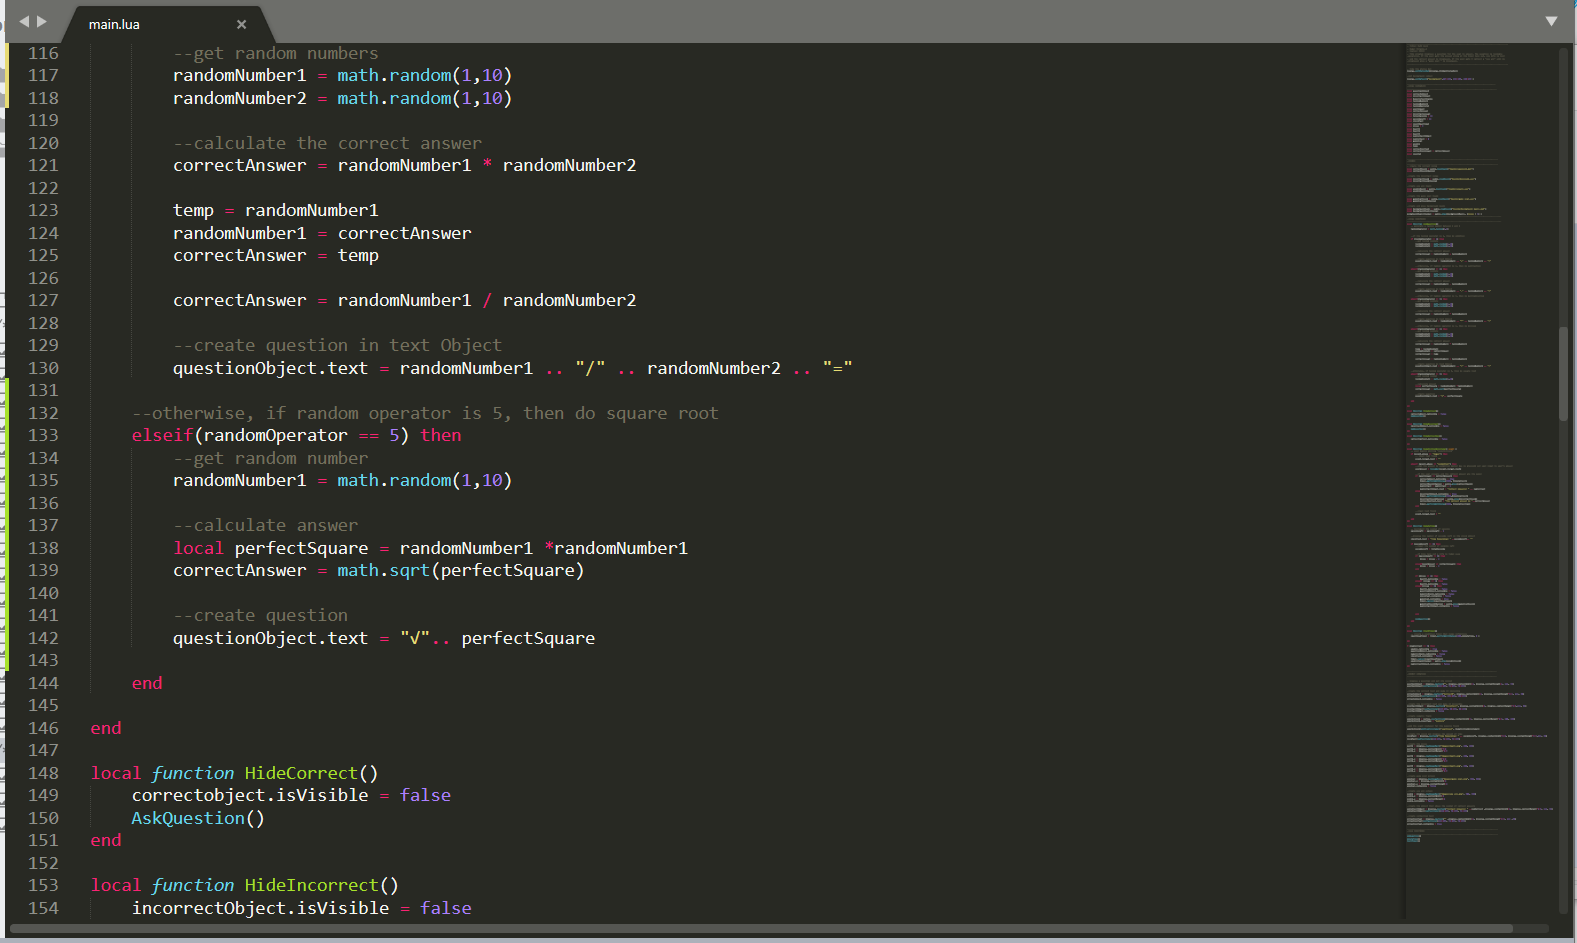 main.lua ×
116 --get random numbers
117 randomNumber1 = math.random(1,10)
118 randomNumber2 = math.random(1,10)
119
120 --calculate the correct answer
121 correctAnswer = randomNumber1 * randomNumber2
122
123 temp = randomNumber1
124 randomNumber1 = correctAnswer
125 correctAnswer = temp
126
127 correctAnswer = randomNumber1 / randomNumber2
128
129 --create question in text Object
130 questionObject.text = randomNumber1 .. "/" .. randomNumber2 .. "="
131
132 --otherwise, if random operator is 5, then do square root
133 elseif(randomOperator == 5) then
134 --get random number
135 randomNumber1 = math.random(1,10)
136
137 --calculate answer
138 local perfectSquare = randomNumber1 *randomNumber1
139 correctAnswer = math.sqrt(perfectSquare)
140
141 --create question
142 questionObject.text = "√".. perfectSquare
143
144 end
145
146 end
147
148 local function HideCorrect()
149 correctobject.isVisible = false
150 AskQuestion()
151 end
152
153 local function HideIncorrect()
154 incorrectObject.isVisible = false